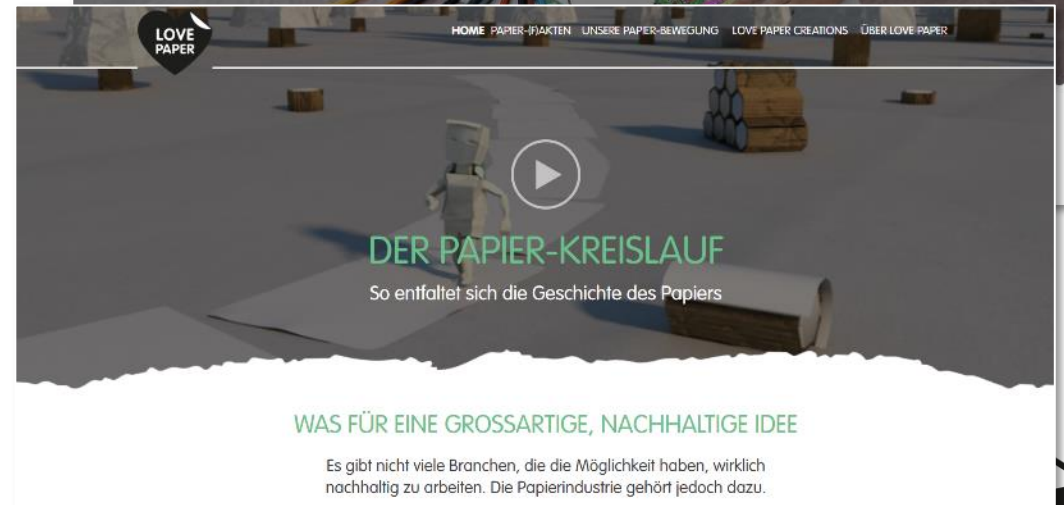 LOVE
PAPER
HOME PAPIER-(F)AKTEN UNSERE PAPIER-BEWEGUNG LOVE PAPER CREATIONS ÜBER LOVE PAPER
DER PAPIER-KREISLAUF
So entfaltet sich die Geschichte des Papiers
WAS FÜR EINE GROSSARTIGE, NACHHALTIGE IDEE
Es gibt nicht viele Branchen, die die Möglichkeit haben, wirklich
nachhaltig zu arbeiten. Die Papierindustrie gehört jedoch dazu.